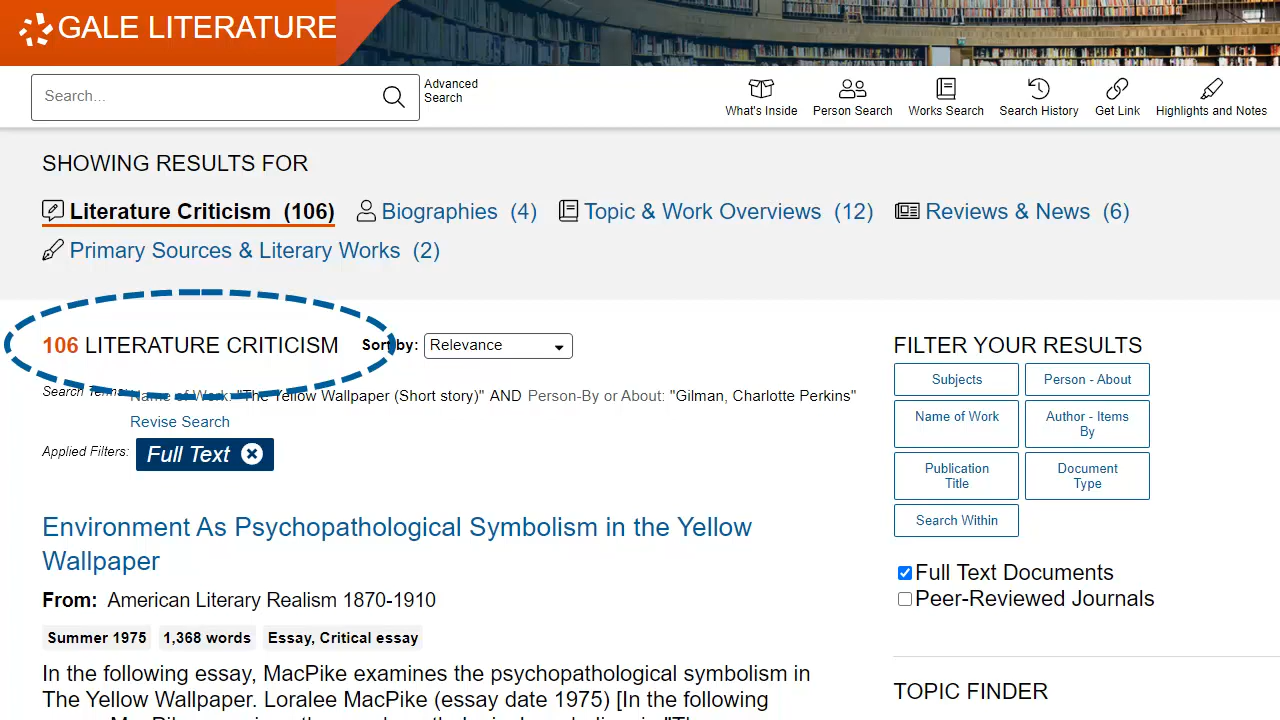 GALE LITERATURE
Search...
Advanced
Search
What's Inside
Person Search
Works Search
Search History
Get Link
Highlights and Notes
SHOWING RESULTS FOR
Literature Criticism (106)
Biographies (4)
Topic & Work Overviews (12)
Reviews & News (6)
Primary Sources & Literary Works (2)
106 LITERATURE CRITICISM
Sort by:
Relevance
Search Terms:
Name of Work: "The Yellow Wallpaper (Short story)" AND Person-By or About: "Gilman, Charlotte Perkins"
Revise Search
Applied Filters:
Full Text
Environment As Psychopathological Symbolism in the Yellow
Wallpaper
From: American Literary Realism 1870-1910
Summer 1975
1,368 words
Essay, Critical essay
In the following essay, MacPike examines the psychopathological symbolism in
The Yellow Wallpaper. Loralee MacPike (essay date 1975) [In the following
FILTER YOUR RESULTS
Subjects
Person - About
Name of Work
Author - Items
By
Publication
Title
Document
Type
Search Within
Full Text Documents
Peer-Reviewed Journals
TOPIC FINDER